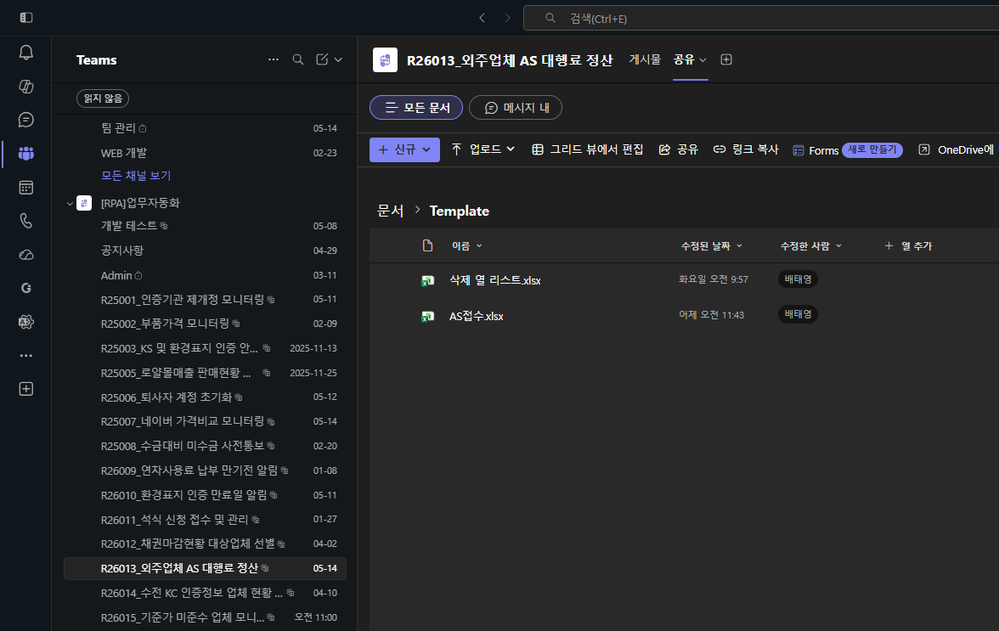 검색(Ctrl+E)
Teams
읽지 않음
팀 관리 05-14
WEB 개발 02-23
모든 채널 보기
[RPA]업무자동화
개발 테스트 05-08
공지사항 04-29
Admin 03-11
R25001_인증기관 제개정 모니터링 05-11
R25002_부품가격 모니터링 02-09
R25003_KS 및 환경표지 인증 안... 2025-11-13
R25005_로얄몰매출 판매현황 ... 2025-11-25
R25006_퇴사자 계정 초기화 05-12
R25007_네이버 가격비교 모니터링 05-14
R25008_수금대비 미수금 사전통보 02-20
R26009_연차사용료 납부 만기전 알림 01-08
R26010_환경표지 인증 만료일 알림 05-11
R26011_석식 신청 접수 및 관리 01-27
R26012_채권마감현황 대상업체 선별 04-02
R26013_외주업체 AS 대행료 정산 05-14
R26014_수전 KC 인증정보 업체 현황 ... 04-10
R26015_기준가 미준수 업체 모니... 오전 11:00
R26013_외주업체 AS 대행료 정산 게시물 공유
모든 문서 메시지 내
신규 업로드 그리드 뷰에서 편집 공유 링크 복사 Forms 새로 만들기 OneDrive에
문서 > Template
이름 수정된 날짜 수정한 사람 열 추가
삭제 열 리스트.xlsx 화요일 오전 9:57 배태영
AS접수.xlsx 어제 오전 11:43 배태영